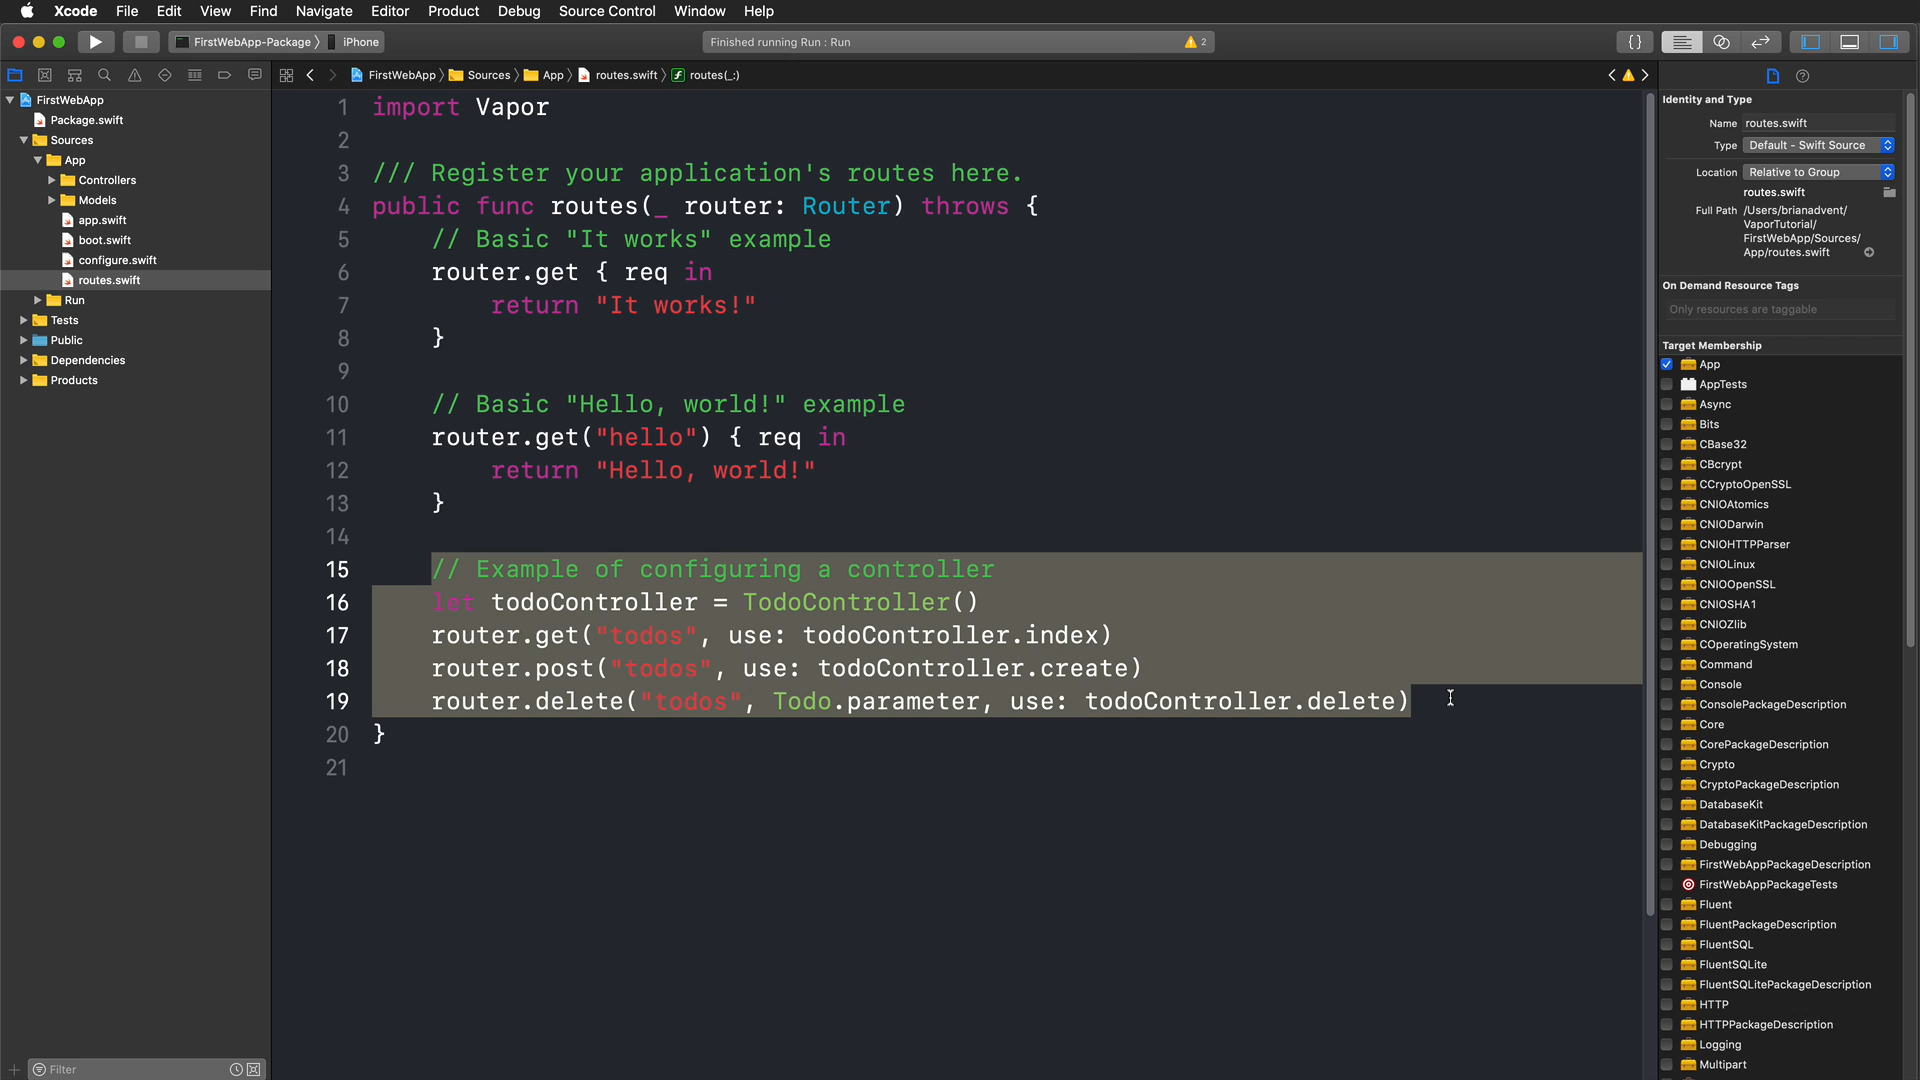 Xcode File Edit View Find Navigate Editor Product Debug Source Control Window Help
FirstWebApp-Package iPhone
Finished running Run : Run
2
FirstWebApp Sources App routes.swift routes(_:)
FirstWebApp
Package.swift
Sources
App
Controllers
Models
app.swift
boot.swift
configure.swift
routes.swift
Run
Tests
Public
Dependencies
Products
Filter
1 import Vapor
2
3 /// Register your application's routes here.
4 public func routes(_ router: Router) throws {
5 // Basic "It works" example
6 router.get { req in
7 return "It works!"
8 }
9
10 // Basic "Hello, world!" example
11 router.get("hello") { req in
12 return "Hello, world!"
13 }
14
15 // Example of configuring a controller
16 let todoController = TodoController()
17 router.get("todos", use: todoController.index)
18 router.post("todos", use: todoController.create)
19 router.delete("todos", Todo.parameter, use: todoController.delete)
20 }
21
Identity and Type
Name routes.swift
Type Default - Swift Source
Location Relative to Group
routes.swift
Full Path /Users/brianadvent/
VaporTutorial/
FirstWebApp/Sources/
App/routes.swift
On Demand Resource Tags
Only resources are taggable
Target Membership
App
AppTests
Async
Bits
CBase32
CBcrypt
CCryptoOpenSSL
CNIOAtomics
CNIODarwin
CNIOHTTPParser
CNIOLinux
CNIOOpenSSL
CNIOSHA1
CNIOZlib
COperatingSystem
Command
Console
ConsolePackageDescription
Core
CorePackageDescription
Crypto
CryptoPackageDescription
DatabaseKit
DatabaseKitPackageDescription
Debugging
FirstWebAppPackageDescription
FirstWebAppPackageTests
Fluent
FluentPackageDescription
FluentSQL
FluentSQLite
FluentSQLitePackageDescription
HTTP
HTTPPackageDescription
Logging
Multipart